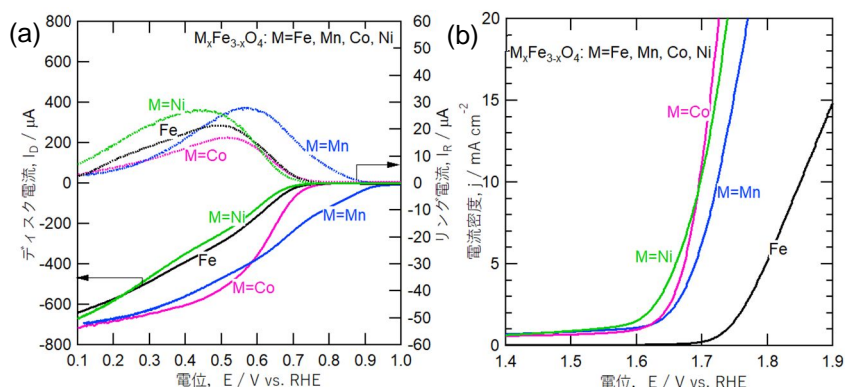 (a)
800
600
400
200
0
-200
-400
-600
-800
60
50
40
30
20
10
0
-10
-20
-30
-40
-50
-60
MxFe3-xO4: M=Fe, Mn, Co, Ni
M=Ni
Fe
M=Co
M=Mn
M=Mn
M=Ni
Fe
M=Co
ディスク電流, ID / μA
リング電流, IR / μA
0.1 0.2 0.3 0.4 0.5 0.6 0.7 0.8 0.9 1.0
電位, E / V vs. RHE
(b)
20
15
10
5
0
MxFe3-xO4: M=Fe, Mn, Co, Ni
M=Co
M=Mn
M=Ni
Fe
電流密度, j / mA cm-2
1.4 1.5 1.6 1.7 1.8 1.9
電位, E / V vs. RHE